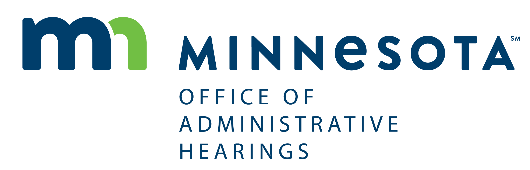 mn MINNESOTA℠
OFFICE OF
ADMINISTRATIVE
HEARINGS